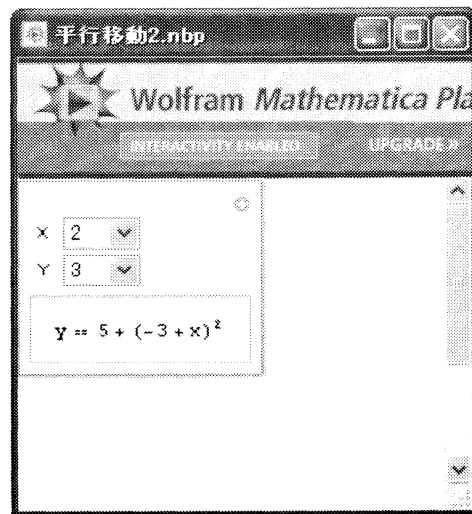 平行移動2.nbp
Wolfram Mathematica Pla
INTERACTIVITY ENABLED
UPGRADE »
X 2
Y 3
y == 5 + (-3 + x)²